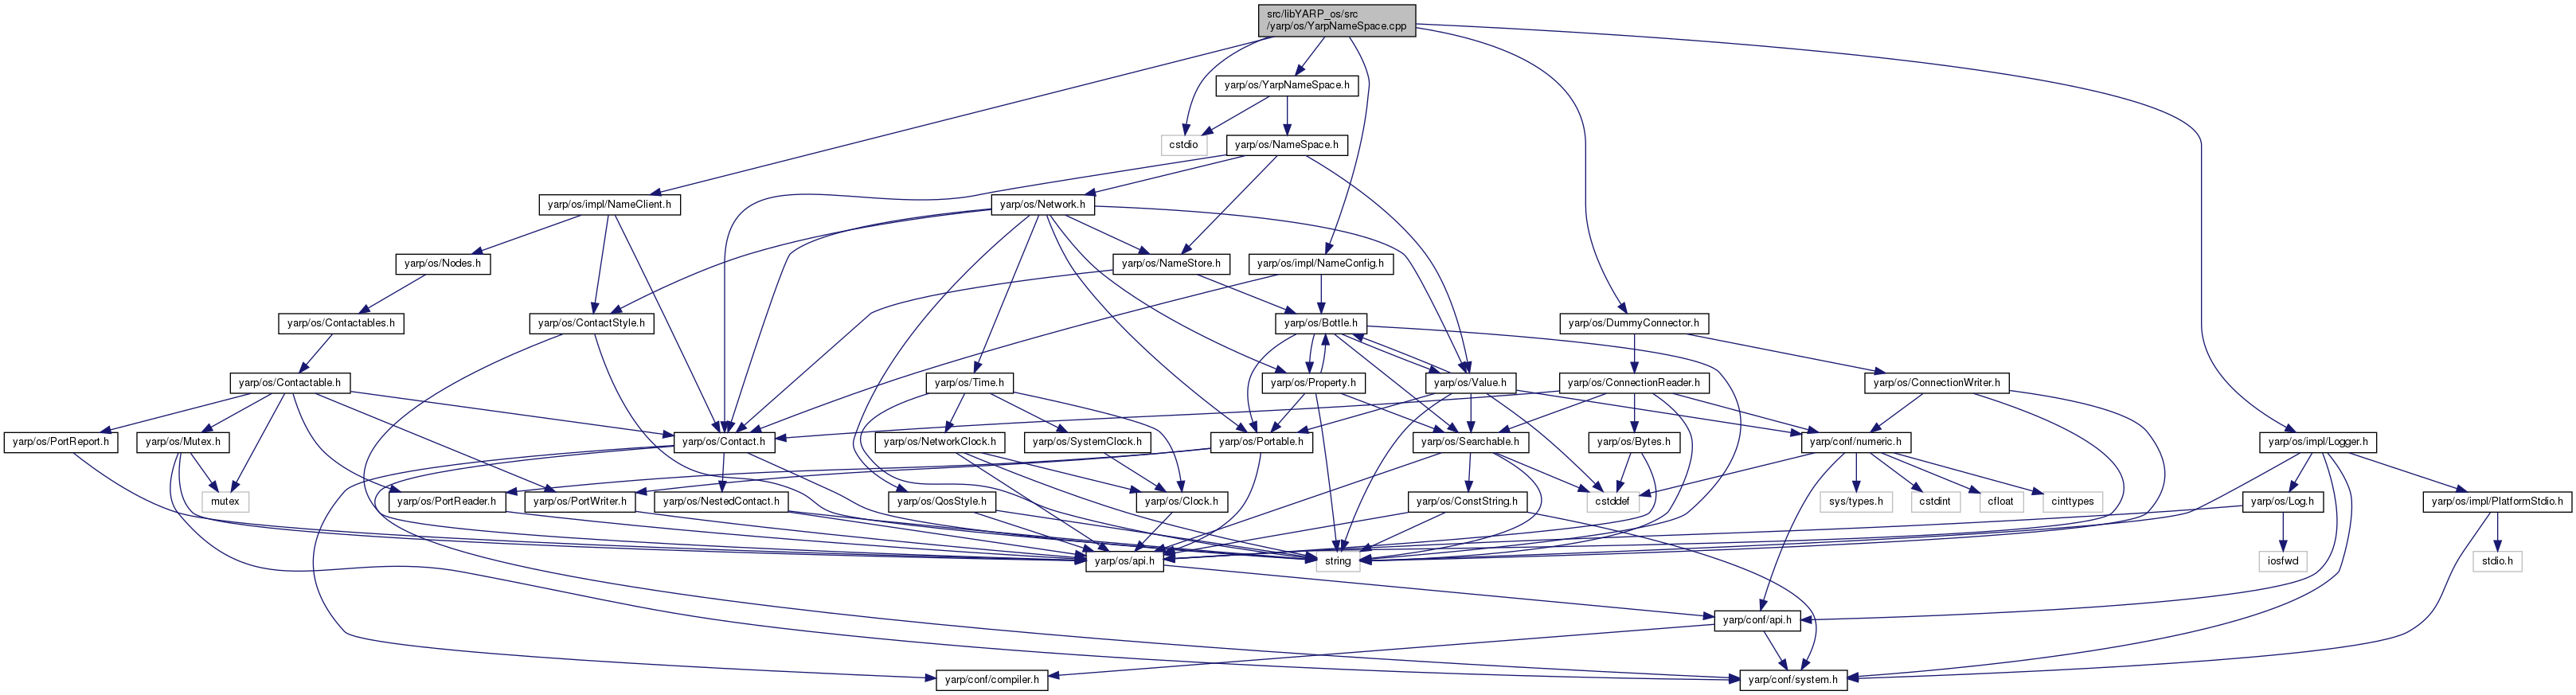 src/libYARP_os/src
/yarp/os/YarpNameSpace.cpp
yarp/os/YarpNameSpace.h
cstdio
yarp/os/NameSpace.h
yarp/os/impl/NameClient.h
yarp/os/Network.h
yarp/os/Nodes.h
yarp/os/NameStore.h
yarp/os/impl/NameConfig.h
yarp/os/Contactables.h
yarp/os/ContactStyle.h
yarp/os/Bottle.h
yarp/os/DummyConnector.h
yarp/os/Contactable.h
yarp/os/Time.h
yarp/os/Property.h
yarp/os/Value.h
yarp/os/ConnectionReader.h
yarp/os/ConnectionWriter.h
yarp/os/PortReport.h
yarp/os/Mutex.h
yarp/os/Contact.h
yarp/os/NetworkClock.h
yarp/os/SystemClock.h
yarp/os/Portable.h
yarp/os/Searchable.h
yarp/os/Bytes.h
yarp/conf/numeric.h
yarp/os/impl/Logger.h
mutex
yarp/os/PortReader.h
yarp/os/PortWriter.h
yarp/os/NestedContact.h
yarp/os/QosStyle.h
yarp/os/Clock.h
yarp/os/ConstString.h
cstddef
sys/types.h
cstdint
cfloat
cinttypes
yarp/os/Log.h
yarp/os/impl/PlatformStdio.h
yarp/os/api.h
string
iosfwd
stdio.h
yarp/conf/api.h
yarp/conf/compiler.h
yarp/conf/system.h